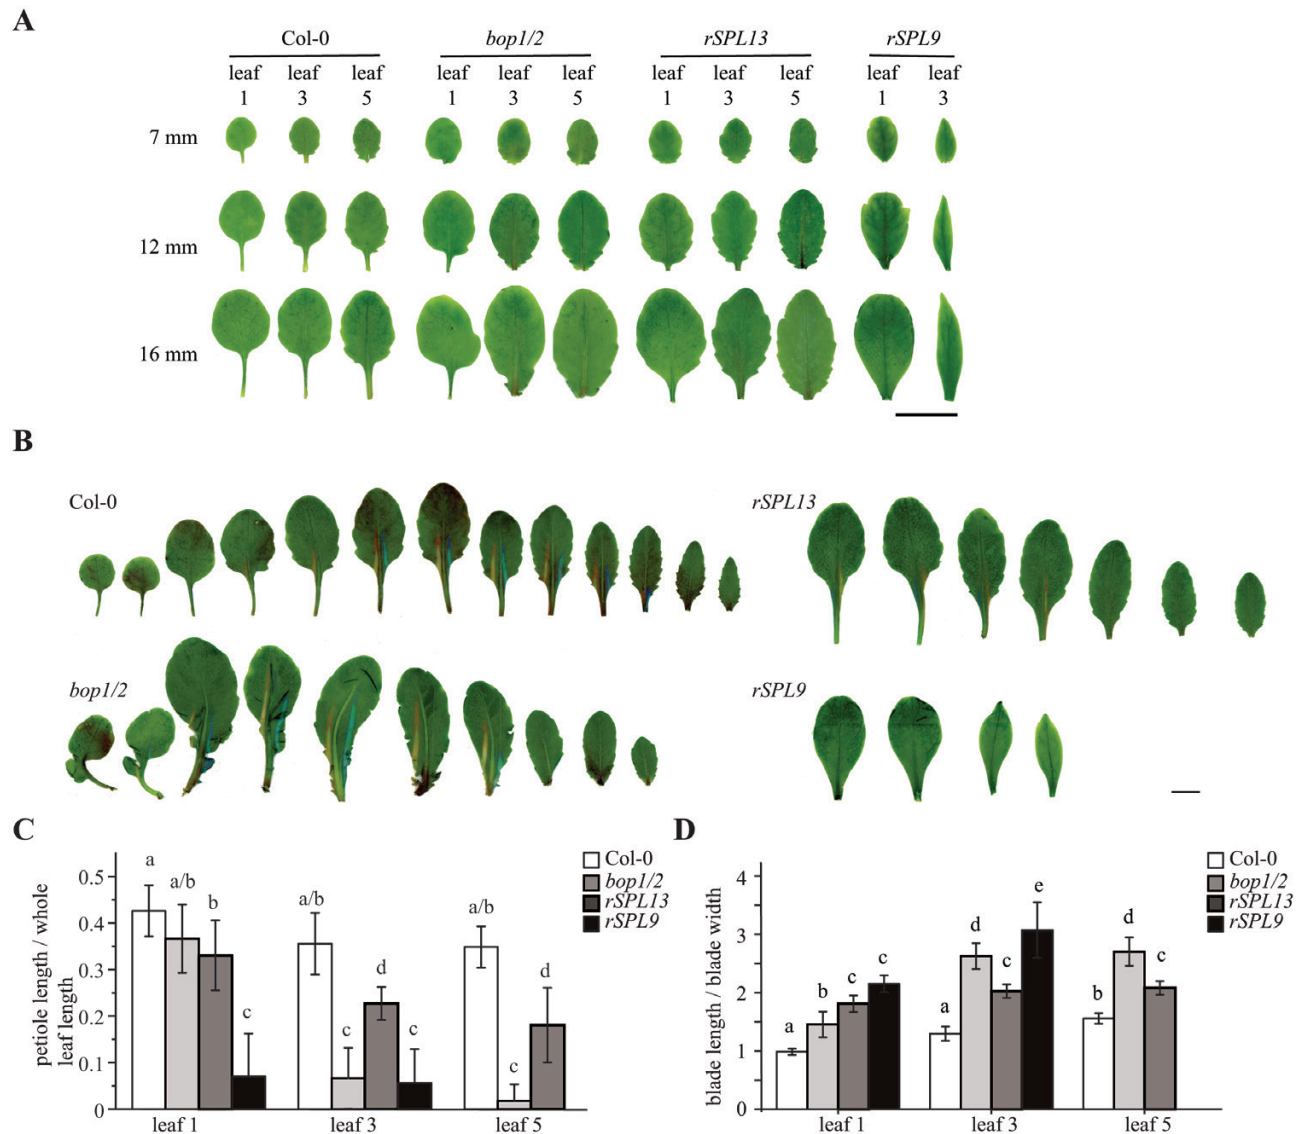 A
Col-0 bop1/2 rSPL13 rSPL9
leaf leaf leaf leaf leaf leaf leaf leaf leaf leaf leaf
1 3 5 1 3 5 1 3 5 1 3
7 mm
12 mm
16 mm
B
Col-0
rSPL13
bop1/2
rSPL9
C
petiole length / whole
leaf length
0.5
0.4
0.3
0.2
0.1
0
a a/b b c
a/b c d c
a/b c d
leaf 1 leaf 3 leaf 5
Col-0
bop1/2
rSPL13
rSPL9
D
blade length / blade width
4
3
2
1
0
a b c c
a d c e
b d c
leaf 1 leaf 3 leaf 5
Col-0
bop1/2
rSPL13
rSPL9